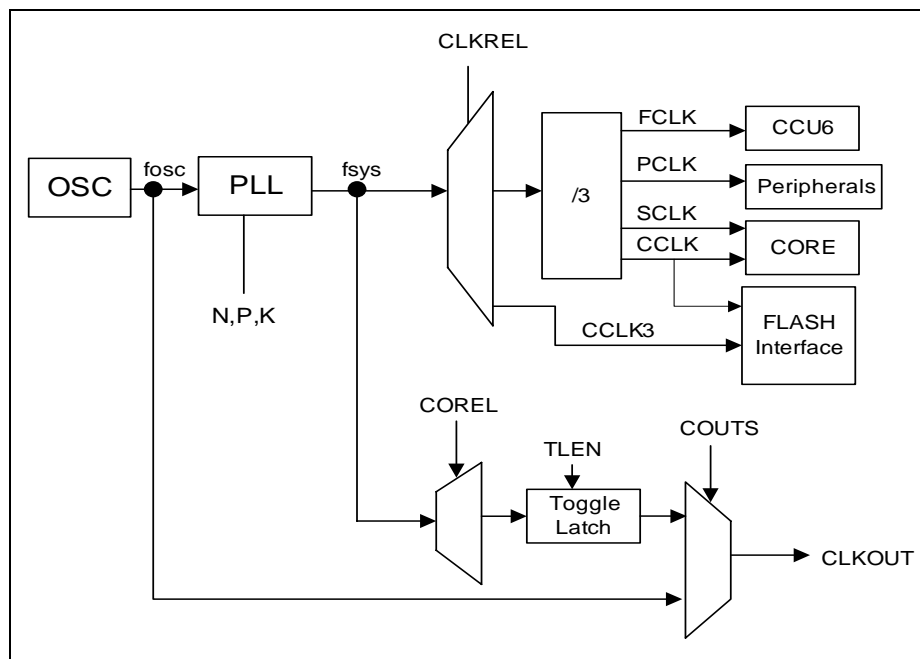 CLKREL
FCLK
CCU6
fosc
fsys
PCLK
OSC
PLL
/3
Peripherals
SCLK
CCLK
CORE
N,P,K
CCLK3
FLASH
Interface
COREL
COUTS
TLEN
Toggle
Latch
CLKOUT